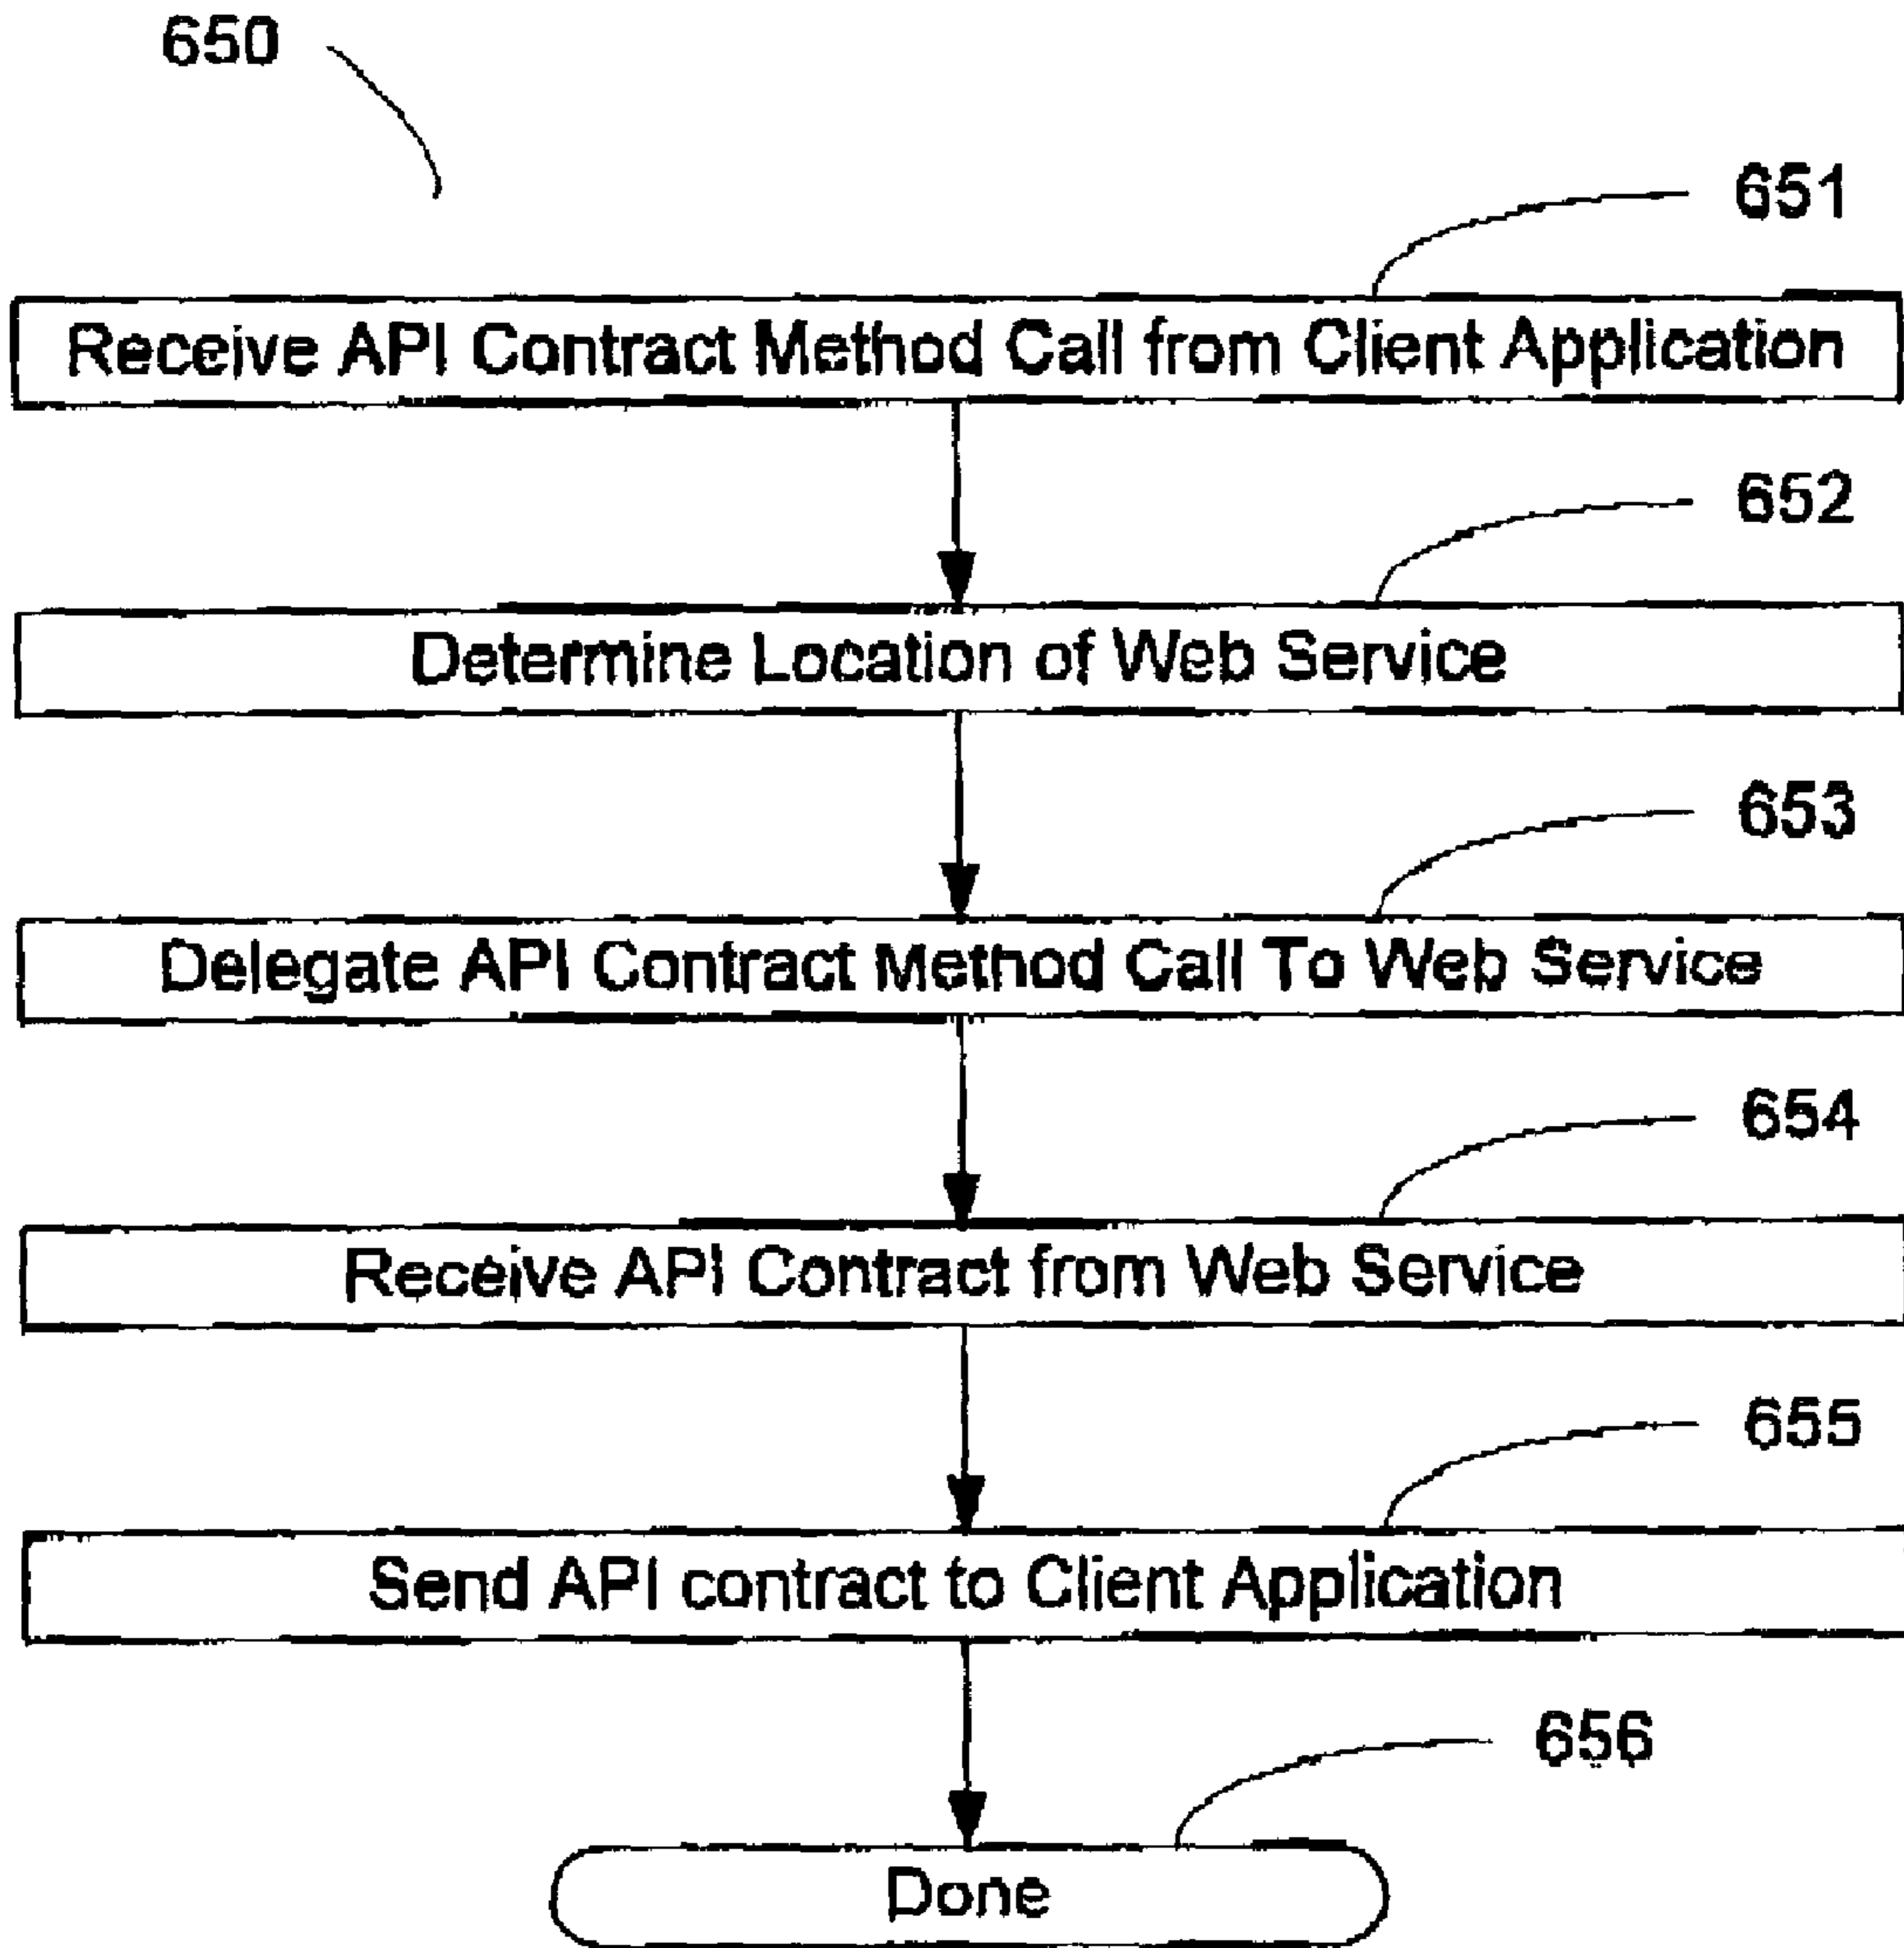 650
651
Receive API Contract Method Call from Client Application
652
Determine Location of Web Service
653
Delegate API Contract Method Call To Web Service
654
Receive API Contract from Web Service
655
Send API contract to Client Application
656
Done